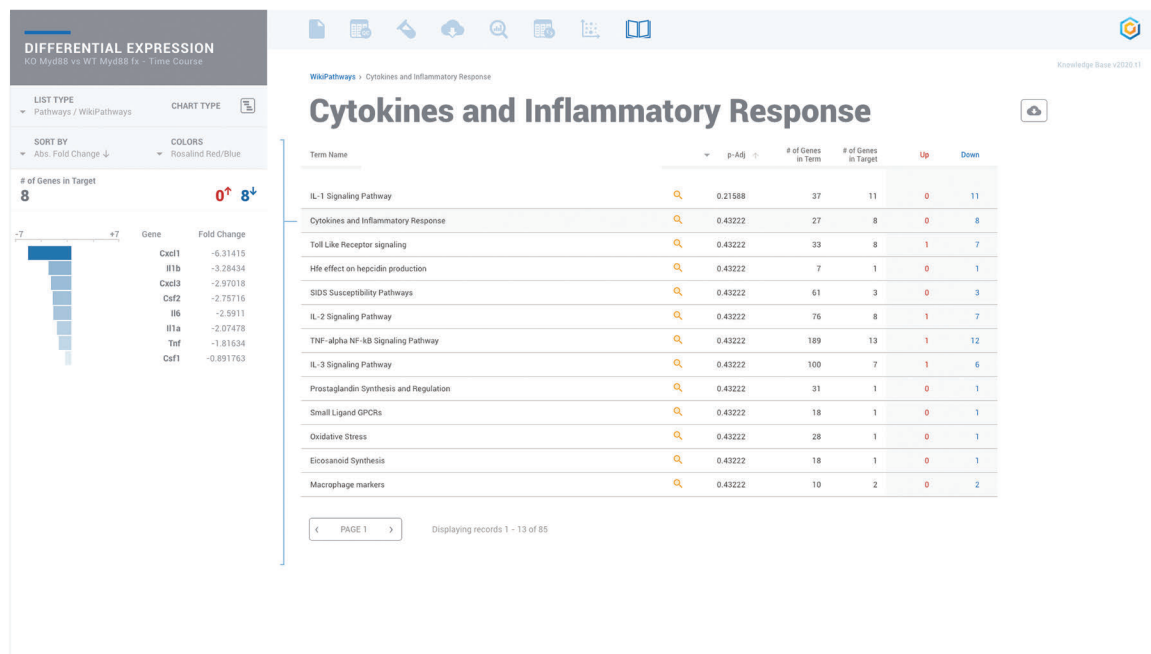 DIFFERENTIAL EXPRESSION
KO Myd88 vs WT Myd88 fx - Time Course
LIST TYPE
Pathways / WikiPathways
CHART TYPE
SORT BY
Abs. Fold Change ↓
COLORS
Rosalind Red/Blue
# of Genes in Target
8
0↑ 8↓
-7 +7 Gene Fold Change
Cxcl1 -6.31415
Il1b -3.28434
Cxcl3 -2.97018
Csf2 -2.75716
Il6 -2.5911
Il1a -2.07478
Tnf -1.81634
Csf1 -0.891763
Knowledge Base v2020.11
WikiPathways › Cytokines and Inflammatory Response
Cytokines and Inflammatory Response
Term Name p-Adj ↑ # of Genes in Term # of Genes in Target Up Down
IL-1 Signaling Pathway 0.21588 37 11 0 11
Cytokines and Inflammatory Response 0.43222 27 8 0 8
Toll Like Receptor signaling 0.43222 33 8 1 7
Hfe effect on hepcidin production 0.43222 7 1 0 1
SIDS Susceptibility Pathways 0.43222 61 3 0 3
IL-2 Signaling Pathway 0.43222 76 8 1 7
TNF-alpha NF-kB Signaling Pathway 0.43222 189 13 1 12
IL-3 Signaling Pathway 0.43222 100 7 1 6
Prostaglandin Synthesis and Regulation 0.43222 31 1 0 1
Small Ligand GPCRs 0.43222 18 1 0 1
Oxidative Stress 0.43222 28 1 0 1
Eicosanoid Synthesis 0.43222 18 1 0 1
Macrophage markers 0.43222 10 2 0 2
‹ PAGE 1 ›
Displaying records 1 - 13 of 85